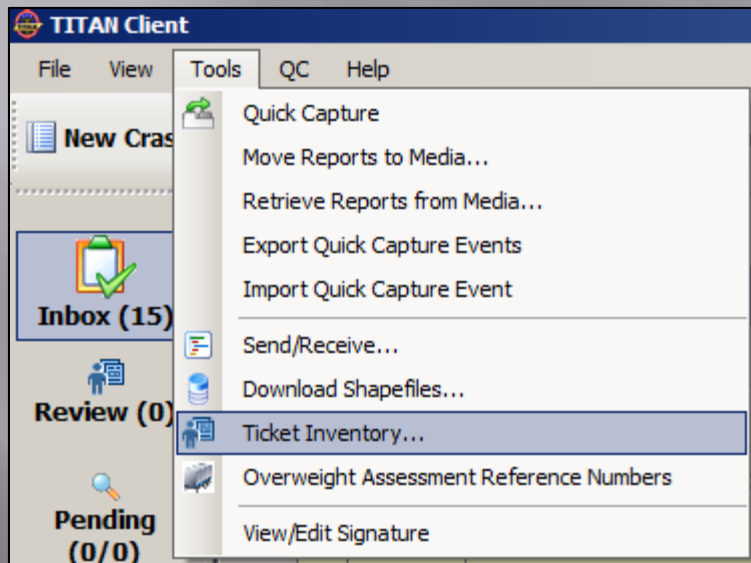 TITAN Client
File View Tools QC Help
New Cras
Quick Capture
Move Reports to Media...
Retrieve Reports from Media...
Export Quick Capture Events
Import Quick Capture Event
Send/Receive...
Download Shapefiles...
Ticket Inventory...
Overweight Assessment Reference Numbers
View/Edit Signature
Inbox (15)
Review (0)
Pending
(0/0)